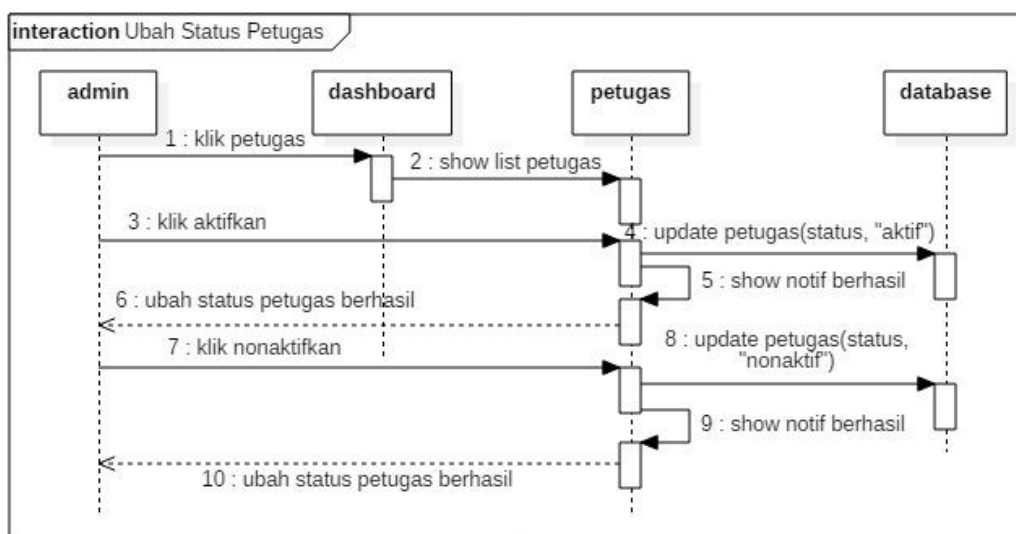 interaction Ubah Status Petugas
admin
dashboard
petugas
database
1 : klik petugas
2 : show list petugas
3 : klik aktifkan
4 : update petugas(status, "aktif")
5 : show notif berhasil
6 : ubah status petugas berhasil
7 : klik nonaktifkan
8 : update petugas(status,
"nonaktif")
9 : show notif berhasil
10 : ubah status petugas berhasil